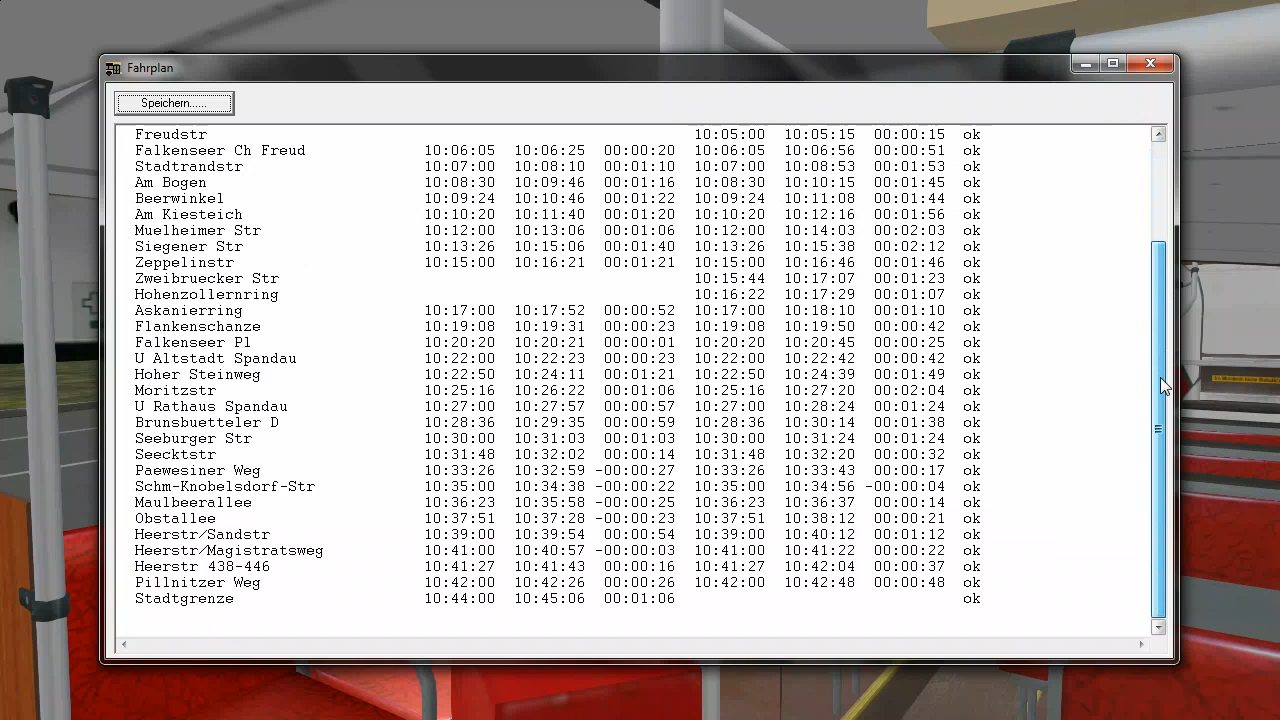 Fahrplan
Speichern......
Freudstr 10:05:00 10:05:15 00:00:15 ok
Falkenseer Ch Freud 10:06:05 10:06:25 00:00:20 10:06:05 10:06:56 00:00:51 ok
Stadtrandstr 10:07:00 10:08:10 00:01:10 10:07:00 10:08:53 00:01:53 ok
Am Bogen 10:08:30 10:09:46 00:01:16 10:08:30 10:10:15 00:01:45 ok
Beerwinkel 10:09:24 10:10:46 00:01:22 10:09:24 10:11:08 00:01:44 ok
Am Kiesteich 10:10:20 10:11:40 00:01:20 10:10:20 10:12:16 00:01:56 ok
Muelheimer Str 10:12:00 10:13:06 00:01:06 10:12:00 10:14:03 00:02:03 ok
Siegener Str 10:13:26 10:15:06 00:01:40 10:13:26 10:15:38 00:02:12 ok
Zeppelinstr 10:15:00 10:16:21 00:01:21 10:15:00 10:16:46 00:01:46 ok
Zweibruecker Str 10:15:44 10:17:07 00:01:23 ok
Hohenzollernring 10:16:22 10:17:29 00:01:07 ok
Askanierring 10:17:00 10:17:52 00:00:52 10:17:00 10:18:10 00:01:10 ok
Flankenschanze 10:19:08 10:19:31 00:00:23 10:19:08 10:19:50 00:00:42 ok
Falkenseer Pl 10:20:20 10:20:21 00:00:01 10:20:20 10:20:45 00:00:25 ok
U Altstadt Spandau 10:22:00 10:22:23 00:00:23 10:22:00 10:22:42 00:00:42 ok
Hoher Steinweg 10:22:50 10:24:11 00:01:21 10:22:50 10:24:39 00:01:49 ok
Moritzstr 10:25:16 10:26:22 00:01:06 10:25:16 10:27:20 00:02:04 ok
U Rathaus Spandau 10:27:00 10:27:57 00:00:57 10:27:00 10:28:24 00:01:24 ok
Brunsbuetteler D 10:28:36 10:29:35 00:00:59 10:28:36 10:30:14 00:01:38 ok
Seeburger Str 10:30:00 10:31:03 00:01:03 10:30:00 10:31:24 00:01:24 ok
Seecktstr 10:31:48 10:32:02 00:00:14 10:31:48 10:32:20 00:00:32 ok
Paewesiner Weg 10:33:26 10:32:59 -00:00:27 10:33:26 10:33:43 00:00:17 ok
Schm-Knobelsdorf-Str 10:35:00 10:34:38 -00:00:22 10:35:00 10:34:56 -00:00:04 ok
Maulbeerallee 10:36:23 10:35:58 -00:00:25 10:36:23 10:36:37 00:00:14 ok
Obstallee 10:37:51 10:37:28 -00:00:23 10:37:51 10:38:12 00:00:21 ok
Heerstr/Sandstr 10:39:00 10:39:54 00:00:54 10:39:00 10:40:12 00:01:12 ok
Heerstr/Magistratsweg 10:41:00 10:40:57 -00:00:03 10:41:00 10:41:22 00:00:22 ok
Heerstr 438-446 10:41:27 10:41:43 00:00:16 10:41:27 10:42:04 00:00:37 ok
Pillnitzer Weg 10:42:00 10:42:26 00:00:26 10:42:00 10:42:48 00:00:48 ok
Stadtgrenze 10:44:00 10:45:06 00:01:06 ok